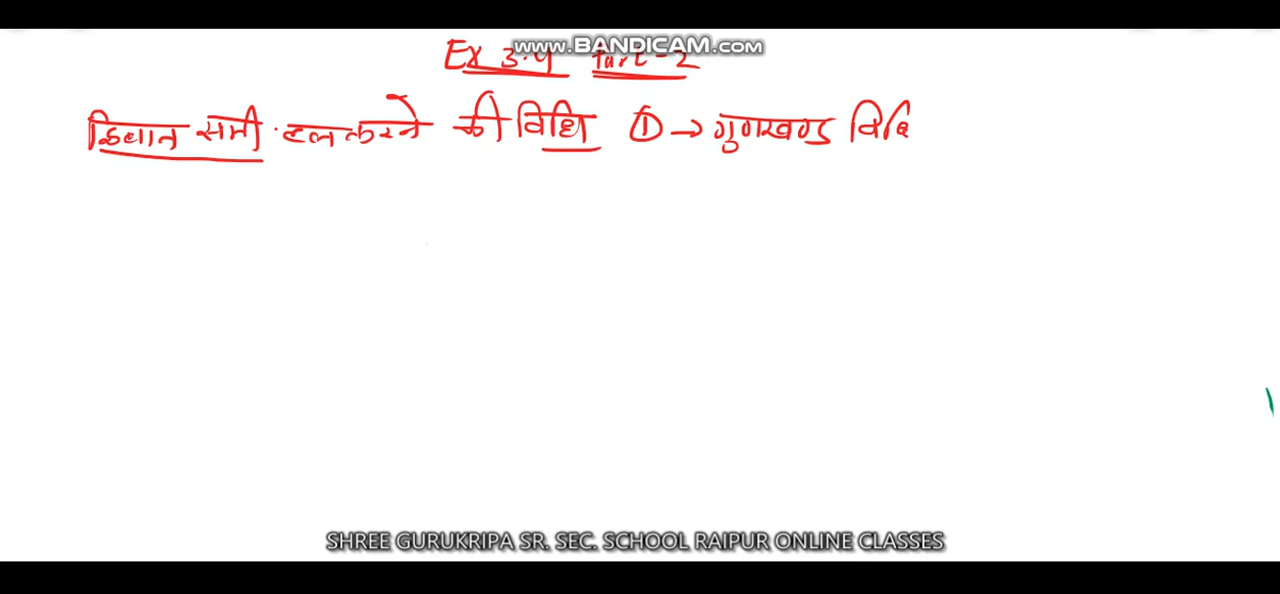 www.BANDICAM.com
Ex 3.4 Part-2
द्विघात समी. हल करने की विधि ① → गुणखण्ड विधि
SHREE GURUKRIPA SR. SEC. SCHOOL RAIPUR ONLINE CLASSES